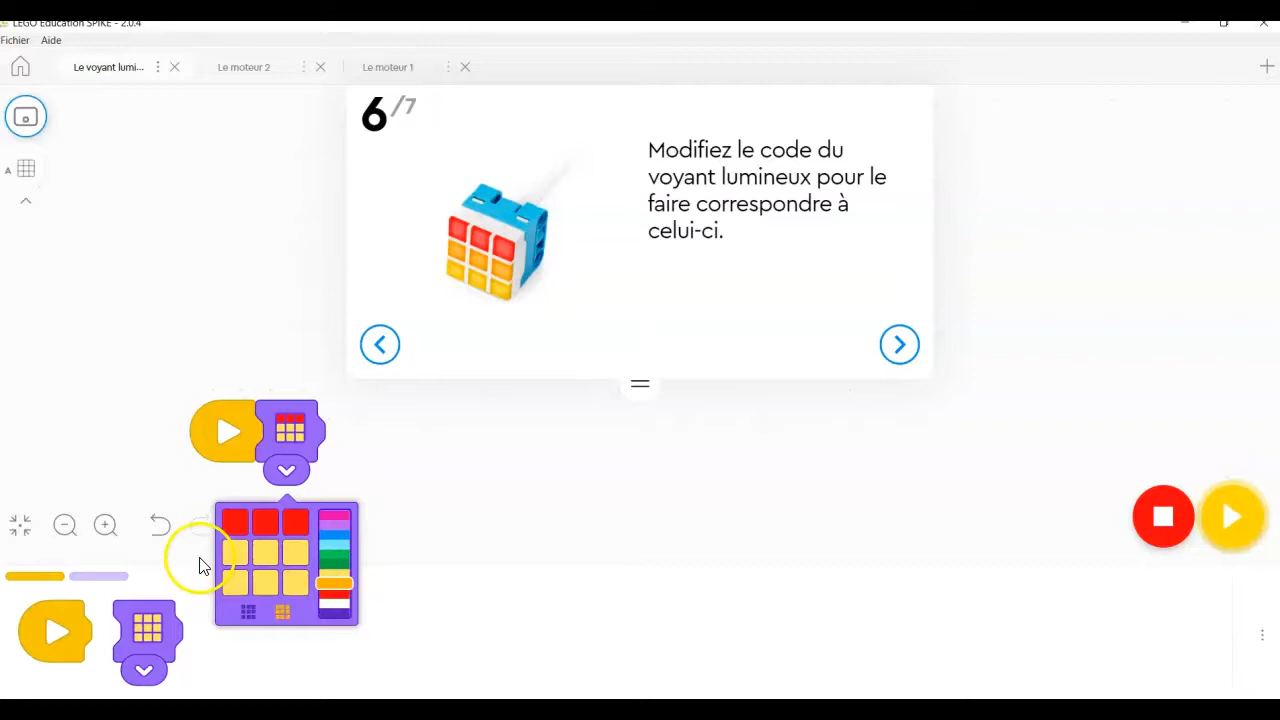 LEGO Education SPIKE - 2.0.4
Fichier Aide
Le voyant lumi... Le moteur 2 Le moteur 1
6/7
Modifiez le code du
voyant lumineux pour le
faire correspondre à
celui-ci.
A